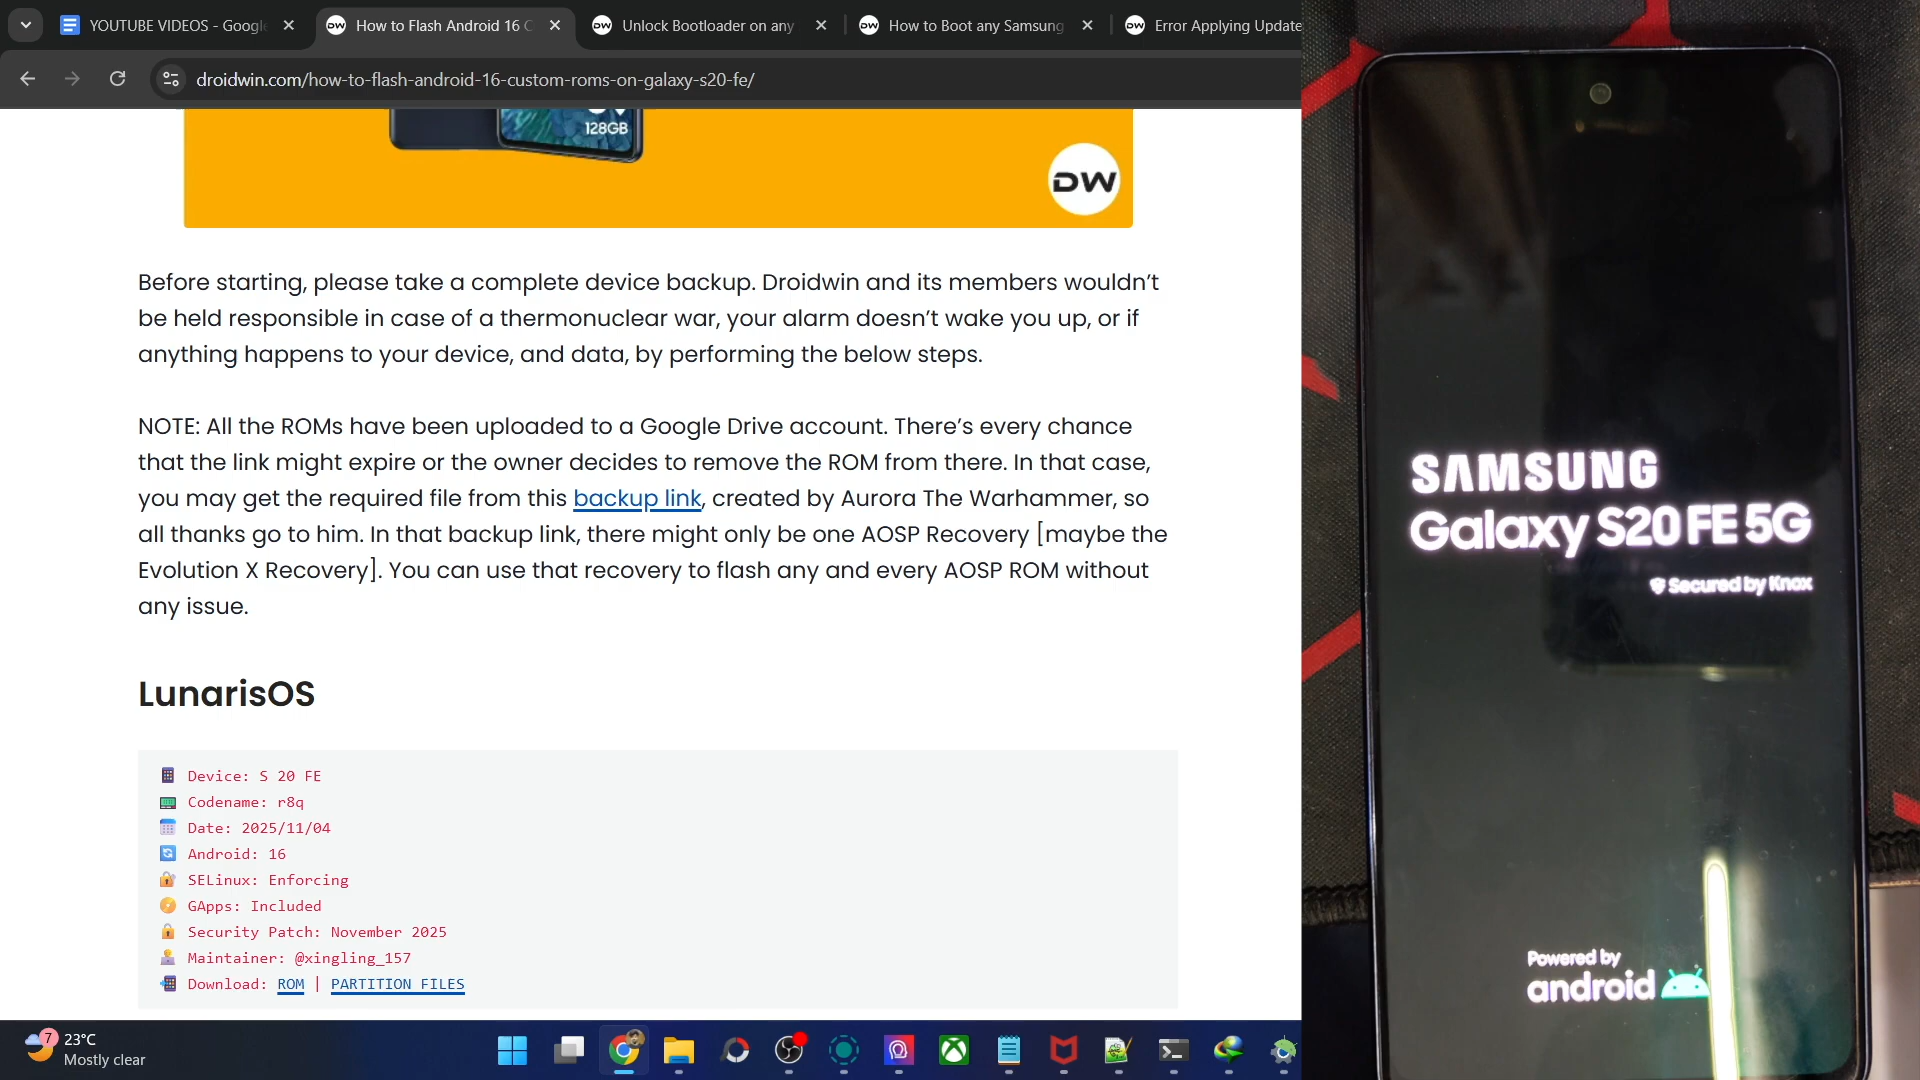 YOUTUBE VIDEOS - Google
How to Flash Android 16 C
Unlock Bootloader on any
How to Boot any Samsung
Error Applying Update
droidwin.com/how-to-flash-android-16-custom-roms-on-galaxy-s20-fe/
128GB
DW
Before starting, please take a complete device backup. Droidwin and its members wouldn’t
be held responsible in case of a thermonuclear war, your alarm doesn’t wake you up, or if
anything happens to your device, and data, by performing the below steps.
NOTE: All the ROMs have been uploaded to a Google Drive account. There’s every chance
that the link might expire or the owner decides to remove the ROM from there. In that case,
you may get the required file from this backup link, created by Aurora The Warhammer, so
all thanks go to him. In that backup link, there might only be one AOSP Recovery [maybe the
Evolution X Recovery]. You can use that recovery to flash any and every AOSP ROM without
any issue.
LunarisOS
Device: S 20 FE
Codename: r8q
Date: 2025/11/04
Android: 16
SELinux: Enforcing
GApps: Included
Security Patch: November 2025
Maintainer: @xingling_157
Download: ROM | PARTITION FILES
7
23°C
Mostly clear
SAMSUNG
Galaxy S20 FE 5G
Secured by Knox
Powered by
android